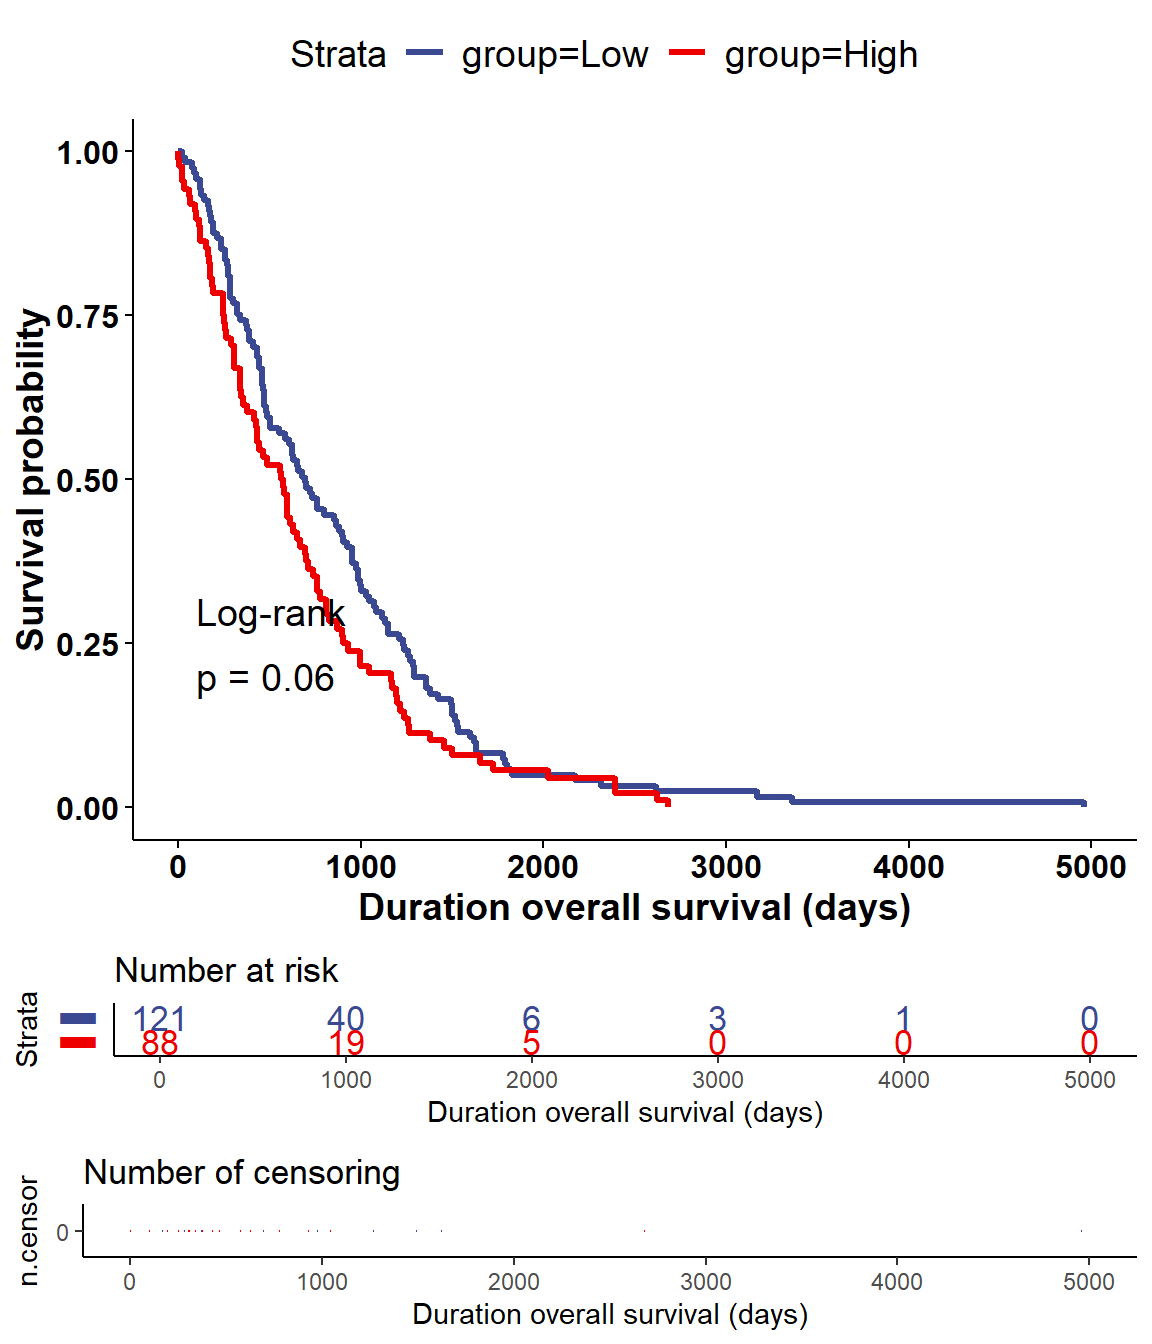 Strata group=Low group=High
1.00
0.75
0.50
0.25
0.00
Survival probability
Log-rank
p = 0.06
0 1000 2000 3000 4000 5000
Duration overall survival (days)
Number at risk
Strata
121 40 6 3 1 0
88 19 5 0 0 0
0 1000 2000 3000 4000 5000
Duration overall survival (days)
Number of censoring
n.censor
0
0 1000 2000 3000 4000 5000
Duration overall survival (days)